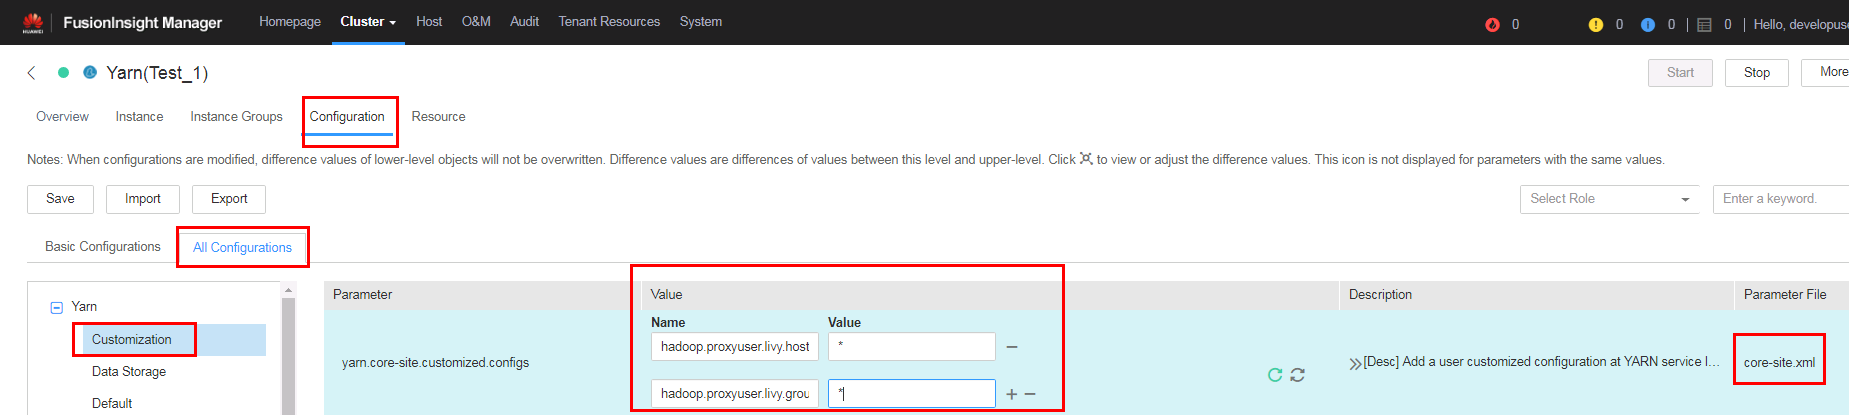 HUAWEI FusionInsight Manager Homepage Cluster Host O&M Audit Tenant Resources System 0 0 0 0 Hello, developuse
Yarn(Test_1) Start Stop More
Overview Instance Instance Groups Configuration Resource
Notes: When configurations are modified, difference values of lower-level objects will not be overwritten. Difference values are differences of values between this level and upper-level. Click to view or adjust the difference values. This icon is not displayed for parameters with the same values.
Save Import Export Select Role Enter a keyword.
Basic Configurations All Configurations
Yarn
Customization
Data Storage
Default
Parameter Value Description Parameter File
Name Value
hadoop.proxyuser.livy.host *
yarn.core-site.customized.configs [Desc] Add a user customized configuration at YARN service l... core-site.xml
hadoop.proxyuser.livy.grou *